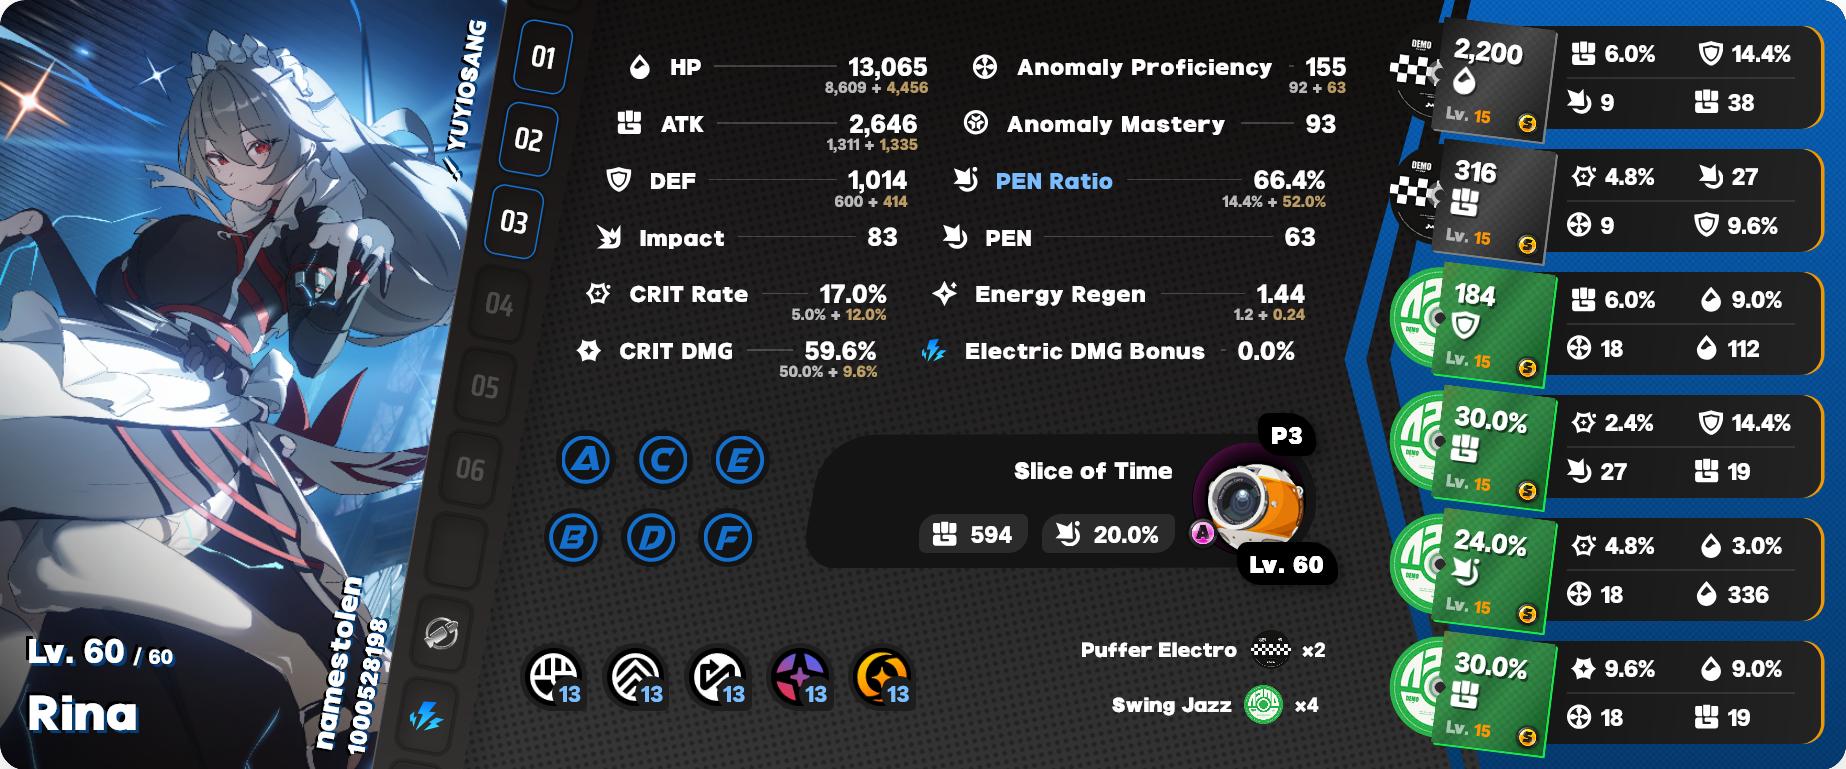 YUYIOSANG
Lv. 60 / 60
Rina
namestolen
1000528198
01
02
03
04
05
06
HP 13,065
8,609 + 4,456
ATK 2,646
1,311 + 1,335
DEF 1,014
600 + 414
Impact 83
CRIT Rate 17.0%
5.0% + 12.0%
CRIT DMG 59.6%
50.0% + 9.6%
Anomaly Proficiency 155
92 + 63
Anomaly Mastery 93
PEN Ratio 66.4%
14.4% + 52.0%
PEN 63
Energy Regen 1.44
1.2 + 0.24
Electric DMG Bonus 0.0%
A C E
B D F
P3
Slice of Time
594 20.0%
A
Lv. 60
13 13 13 13 13
Puffer Electro x2
Swing Jazz x4
DEMO
2,200
Lv. 15 S
6.0% 14.4%
9 38
DEMO
316
Lv. 15 S
4.8% 27
9 9.6%
DEMO
184
Lv. 15 S
6.0% 9.0%
18 112
DEMO
30.0%
Lv. 15 S
2.4% 14.4%
27 19
DEMO
24.0%
Lv. 15 S
4.8% 3.0%
18 336
DEMO
30.0%
Lv. 15 S
9.6% 9.0%
18 19